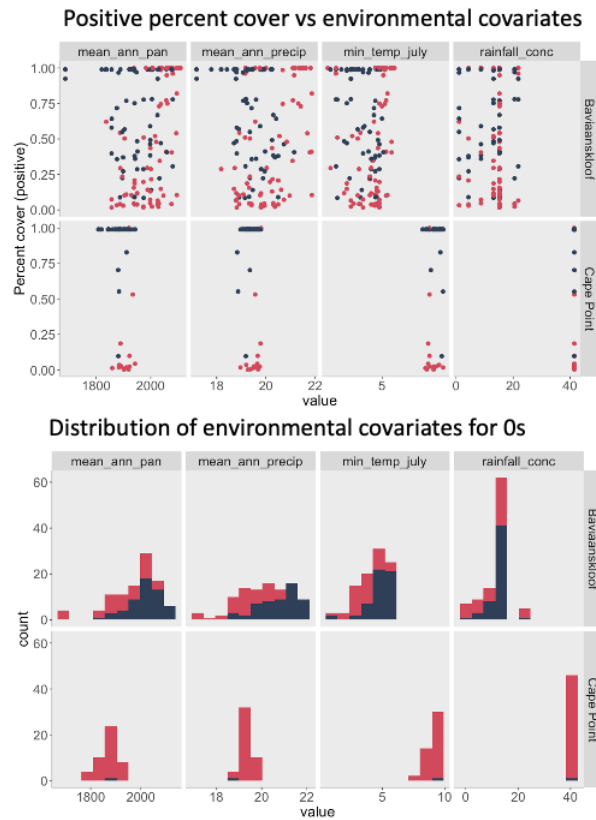 Positive percent cover vs environmental covariates
mean_ann_pan mean_ann_precip min_temp_july rainfall_conc
1.00
0.75
0.50
0.25
0.00
Baviaanskloof
1.00
0.75
0.50
0.25
0.00
Cape Point
Percent cover (positive)
1800 2000 18 20 22 5 0 20 40
value
Distribution of environmental covariates for 0s
mean_ann_pan mean_ann_precip min_temp_july rainfall_conc
60
40
20
0
Baviaanskloof
60
40
20
0
Cape Point
count
1800 2000 18 20 22 5 10 0 20 40
value